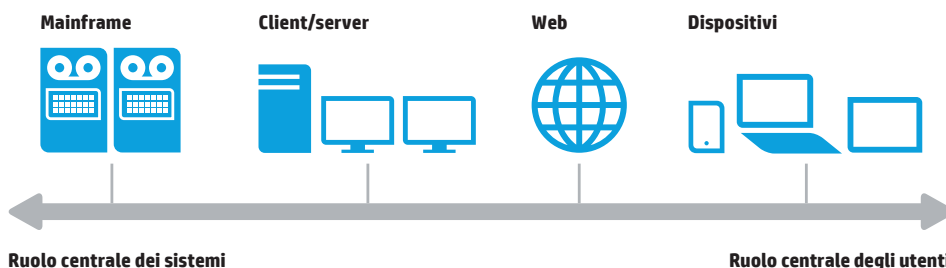 Mainframe
Client/server
Web
Dispositivi
Ruolo centrale dei sistemi
Ruolo centrale degli utenti